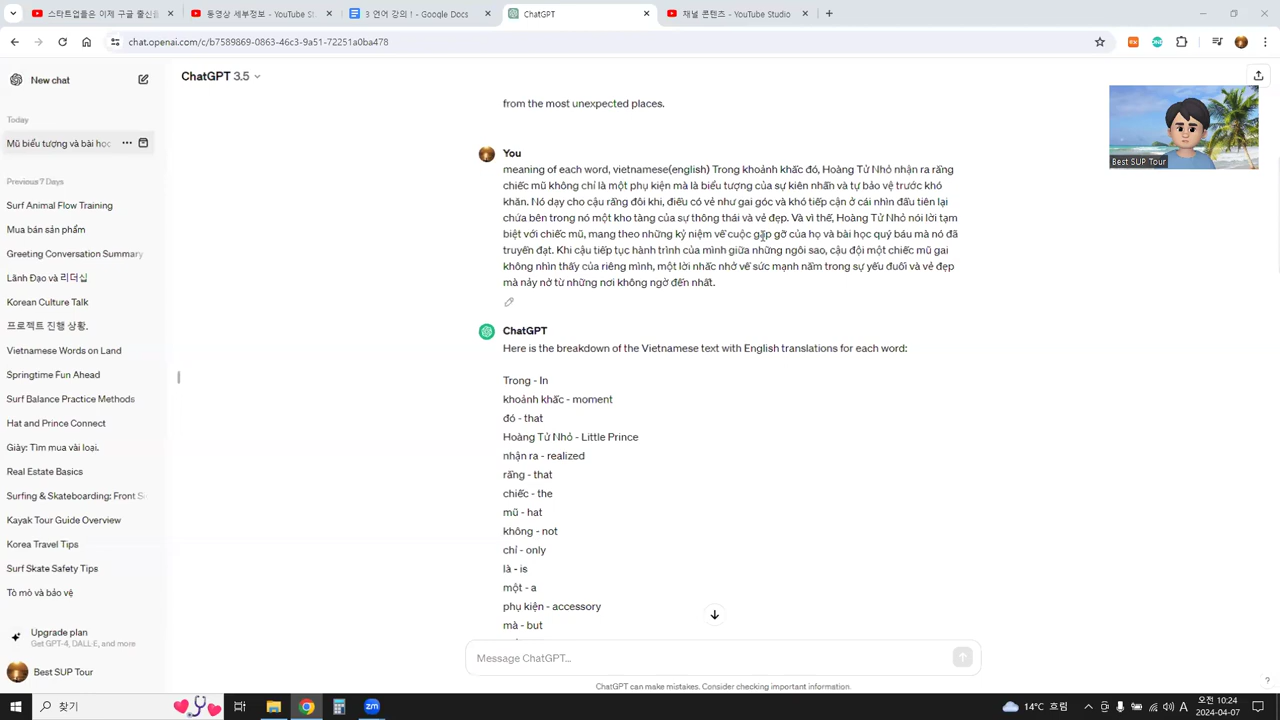 스타트업들은 이제 구글 출신들
동영상 세부정보 - YouTube St
3 언어 강의 ! - Google Docs
ChatGPT
채널 콘텐츠 - YouTube Studio
chat.openai.com/c/b7589869-0863-46c3-9a51-72251a0ba478
New chat
Today
Mũ biểu tượng và bài học
Previous 7 Days
Surf Animal Flow Training
Mua bán sản phẩm
Greeting Conversation Summary
Lãnh Đạo và 리더십
Korean Culture Talk
프로젝트 진행 상황.
Vietnamese Words on Land
Springtime Fun Ahead
Surf Balance Practice Methods
Hat and Prince Connect
Giày: Tìm mua vài loại.
Real Estate Basics
Surfing & Skateboarding: Front S
Kayak Tour Guide Overview
Korea Travel Tips
Surf Skate Safety Tips
Tò mò và bảo vệ
Upgrade plan
Get GPT-4, DALL·E, and more
Best SUP Tour
ChatGPT 3.5
from the most unexpected places.
You
meaning of each word, vietnamese(english) Trong khoảnh khắc đó, Hoàng Tử Nhỏ nhận ra rằng
chiếc mũ không chỉ là một phụ kiện mà là biểu tượng của sự kiên nhẫn và tự bảo vệ trước khó
khăn. Nó dạy cho cậu rằng đôi khi, điều có vẻ như gai góc và khó tiếp cận ở cái nhìn đầu tiên lại
chứa bên trong nó một kho tàng của sự thông thái và vẻ đẹp. Và vì thế, Hoàng Tử Nhỏ nói lời tạm
biệt với chiếc mũ, mang theo những kỷ niệm về cuộc gặp gỡ của họ và bài học quý báu mà nó đã
truyền đạt. Khi cậu tiếp tục hành trình của mình giữa những ngôi sao, cậu đội một chiếc mũ gai
không nhìn thấy của riêng mình, một lời nhắc nhở về sức mạnh nằm trong sự yếu đuối và vẻ đẹp
mà nảy nở từ những nơi không ngờ đến nhất.
ChatGPT
Here is the breakdown of the Vietnamese text with English translations for each word:
Trong - In
khoảnh khắc - moment
đó - that
Hoàng Tử Nhỏ - Little Prince
nhận ra - realized
rằng - that
chiếc - the
mũ - hat
không - not
chỉ - only
là - is
một - a
phụ kiện - accessory
mà - but
Message ChatGPT...
ChatGPT can make mistakes. Consider checking important information.
?
Best SUP Tour
찾기
14°C 흐림
A
오전 10:24
2024-04-07